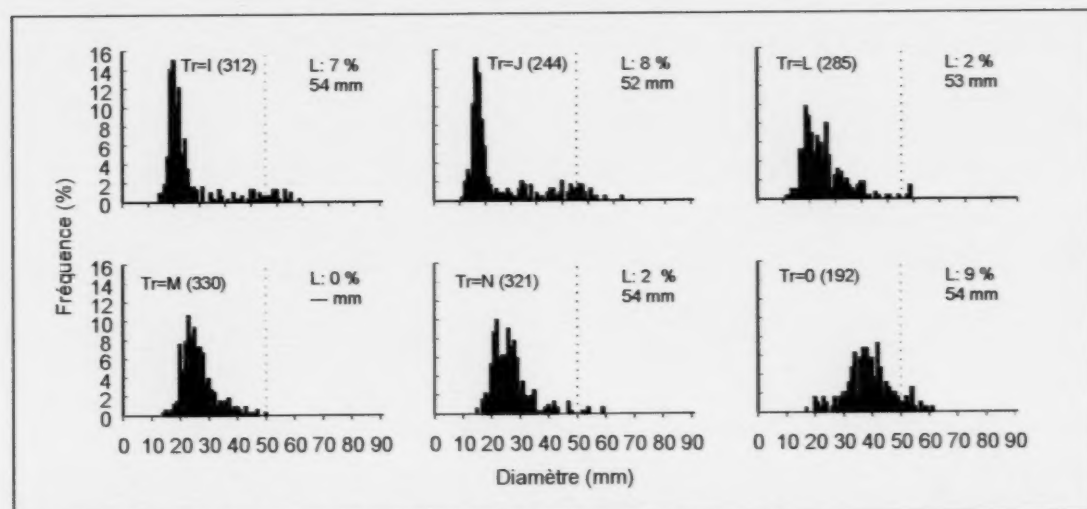 Fréquence (%)
16
14
12
10
8
6
4
2
0
Tr=I (312)
L: 7 %
54 mm
Tr=J (244)
L: 8 %
52 mm
Tr=L (285)
L: 2 %
53 mm
16
14
12
10
8
6
4
2
0
Tr=M (330)
L: 0 %
— mm
Tr=N (321)
L: 2 %
54 mm
Tr=0 (192)
L: 9 %
54 mm
0 10 20 30 40 50 60 70 80 90
0 10 20 30 40 50 60 70 80 90
0 10 20 30 40 50 60 70 80 90
Diamètre (mm)